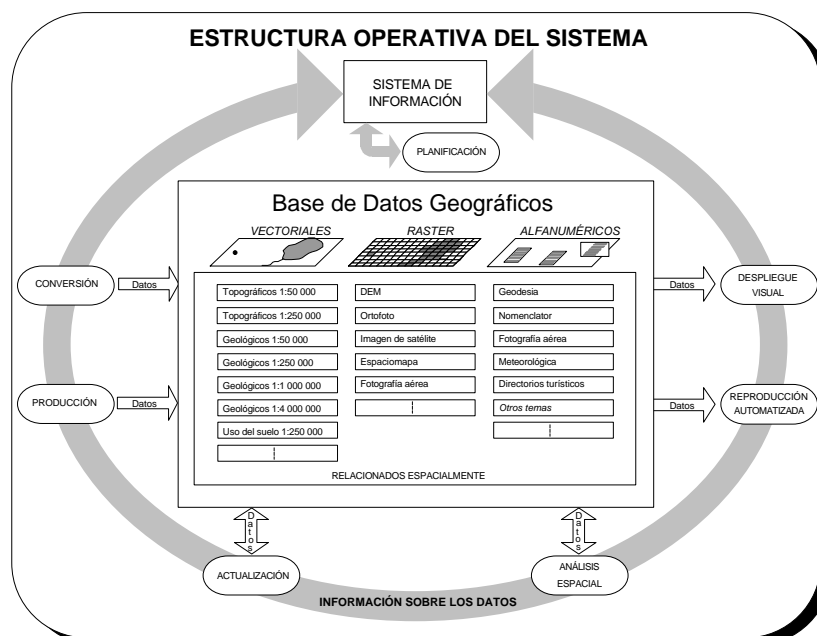 ESTRUCTURA OPERATIVA DEL SISTEMA
SISTEMA DE
INFORMACIÓN
PLANIFICACIÓN
Base de Datos Geográficos
VECTORIALES
RASTER
ALFANUMÉRICOS
CONVERSIÓN
Datos
PRODUCCIÓN
Datos
Topográficos 1:50 000
Topográficos 1:250 000
Geológicos 1:50 000
Geológicos 1:250 000
Geológicos 1:1 000 000
Geológicos 1:4 000 000
Uso del suelo 1:250 000
DEM
Ortofoto
Imagen de satélite
Espaciomapa
Fotografía aérea
Geodesia
Nomenclator
Fotografía aérea
Meteorológica
Directorios turísticos
Otros temas
RELACIONADOS ESPACIALMENTE
Datos
DESPLIEGUE
VISUAL
Datos
REPRODUCCIÓN
AUTOMATIZADA
Datos
ACTUALIZACIÓN
Datos
ANÁLISIS
ESPACIAL
INFORMACIÓN SOBRE LOS DATOS